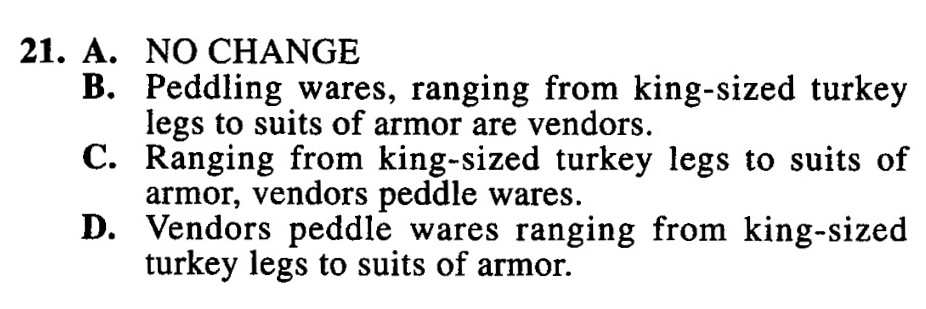 21. A. NO CHANGE
B. Peddling wares, ranging from king-sized turkey
legs to suits of armor are vendors.
C. Ranging from king-sized turkey legs to suits of
armor, vendors peddle wares.
D. Vendors peddle wares ranging from king-sized
turkey legs to suits of armor.